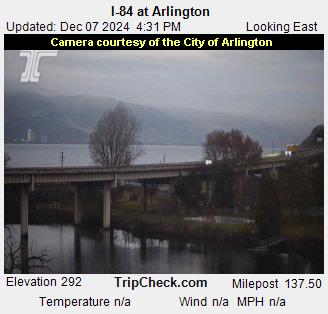 I-84 at Arlington
Updated: Dec 07 2024 4:31 PM Looking East
Camera courtesy of the City of Arlington
Elevation 292 TripCheck.com Milepost 137.50
Temperature n/a Wind n/a MPH n/a